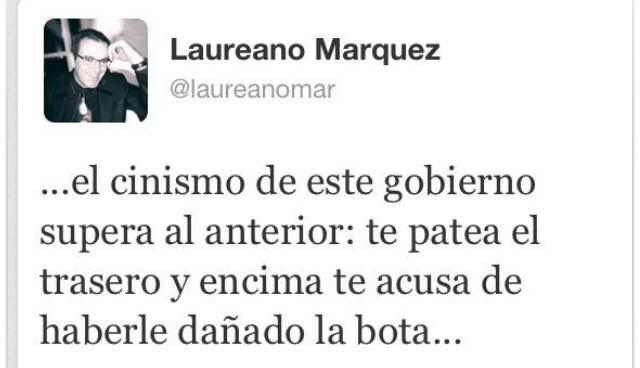 Laureano Marquez
@laureanomar
...el cinismo de este gobierno
supera al anterior: te patea el
trasero y encima te acusa de
haberle dañado la bota...